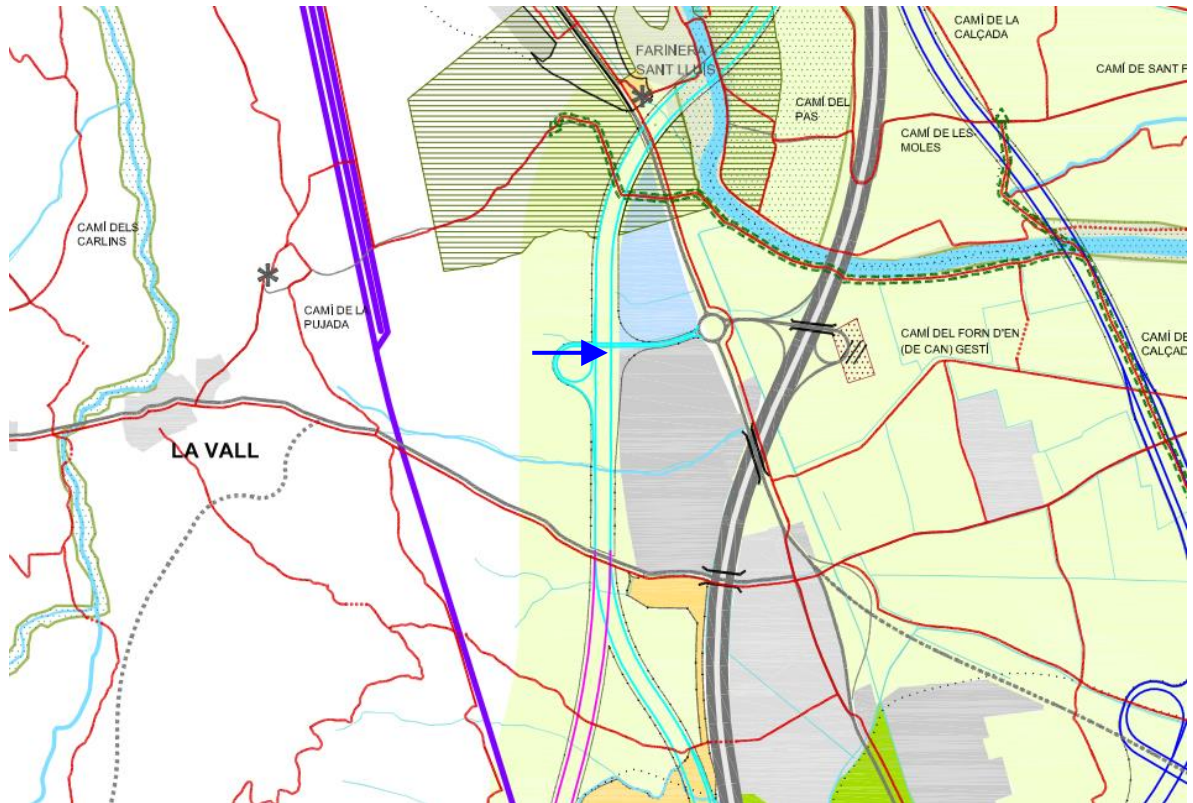 CAMÍ DE LA
CALÇADA
FARINERA
SANT LLUÍS
CAMÍ DE SANT P
CAMÍ DEL
PAS
CAMÍ DE LES
MOLES
CAMÍ DELS
CARLINS
CAMÍ DE LA
PUJADA
CAMÍ DEL FORN D'EN
(DE CAN) GESTÍ
CAMÍ DE
CALÇAD
LA VALL